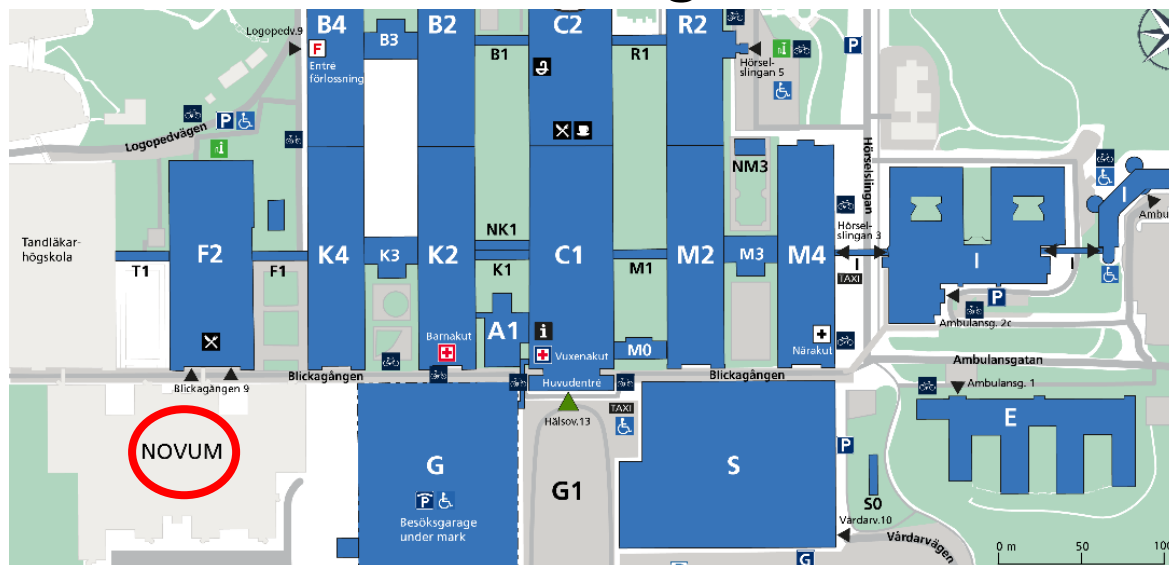 B4
B3
B2
C2
R2
Logopedv.9
B1
R1
P
F
Entré
förlossning
i
Hörsel-
slingan 5
Logopedvägen
P
i
NM3
Hörselslingan
Tandläkar-
högskola
F2
T1
F1
K4
K3
K2
NK1
K1
C1
M1
M2
M3
M4
Hörsel-
slingan 3
I
TAXI
I
I
I
Ambu
P
A1
i
Barnakut
Vuxenakut
M0
Närakut
Ambulansg. 2c
Ambulansgatan
Blickagången 9
Blickagången
Huvudentré
Blickagången
Ambulansg. 1
Hälsov.13
TAXI
NOVUM
G
P
Besöksgarage
under mark
G1
S
P
S0
E
Vårdarv.10
Vårdarvägen
G
0 m 50 100